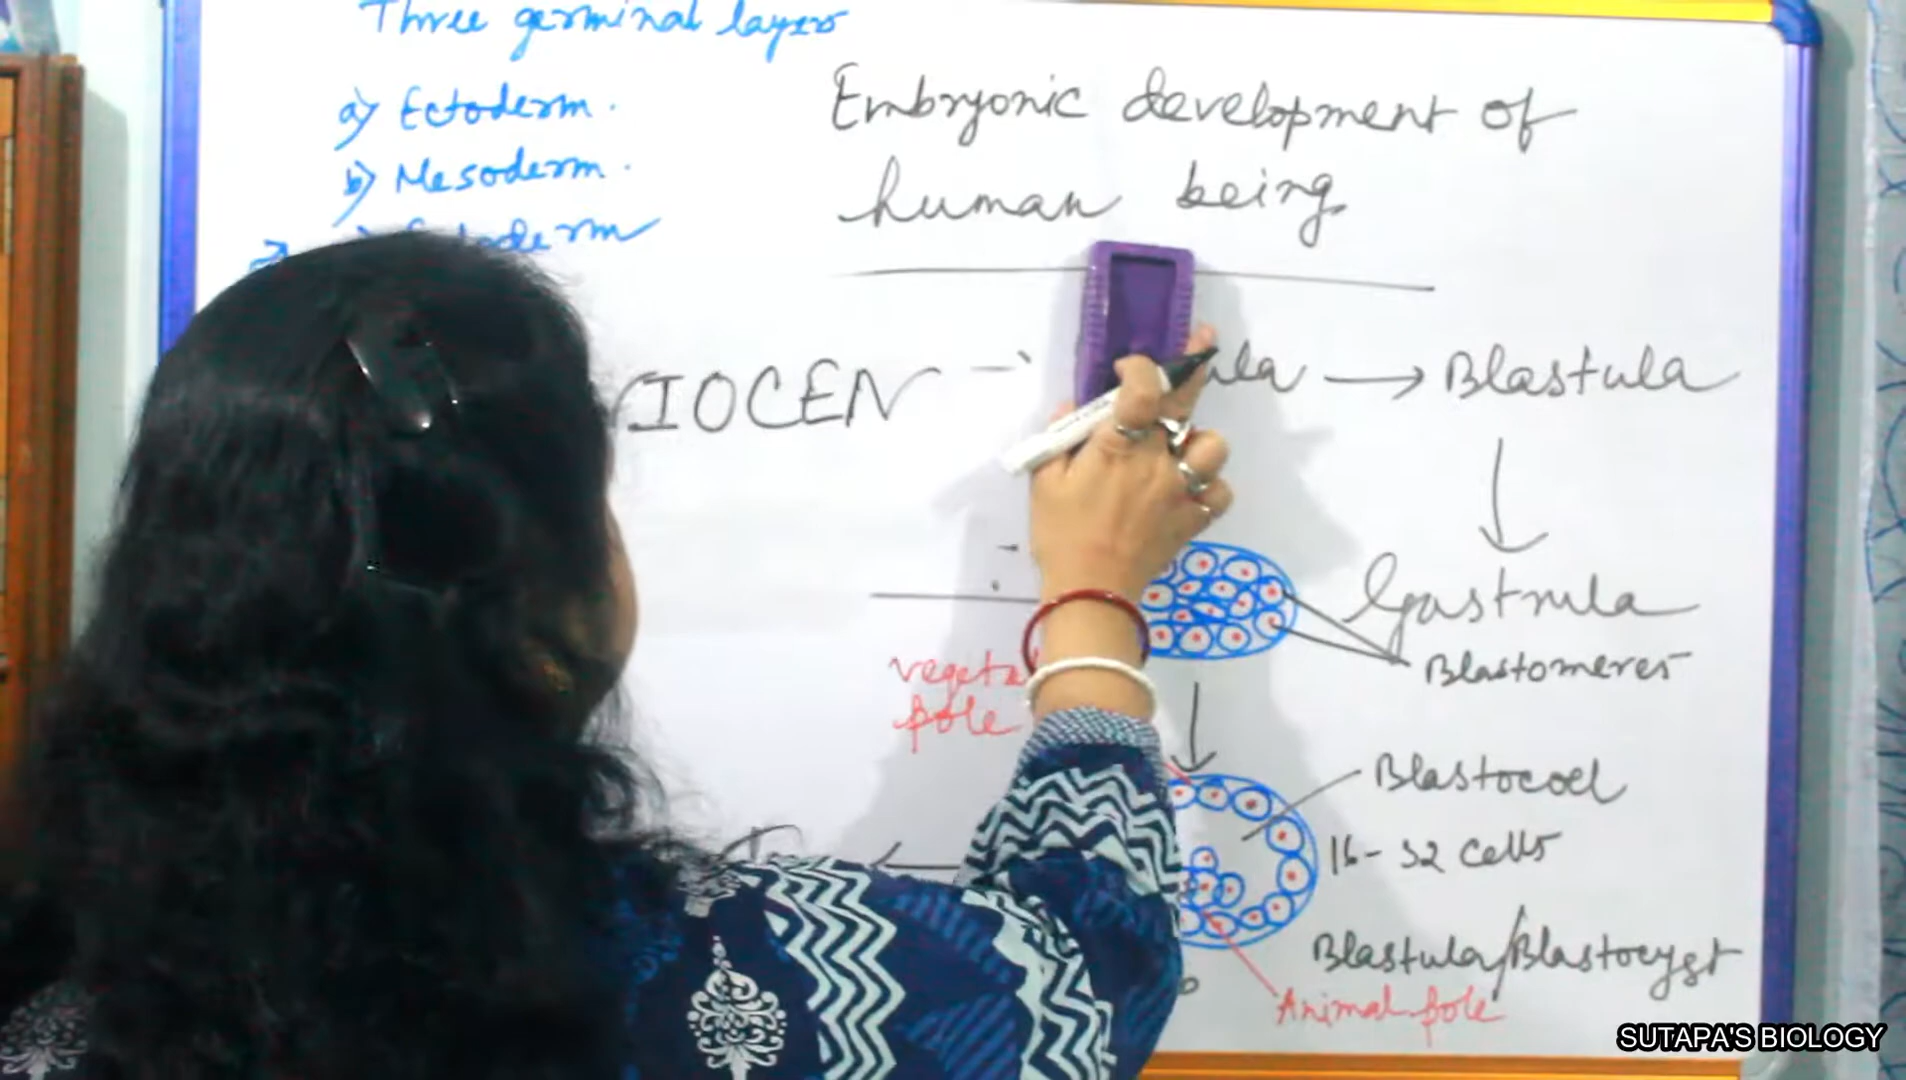 Three germinal layers
a) Ectoderm.
b) Mesoderm.
Embryonic development of
human being
IOCEN → ula → Blastula
Gastrula
Blastomeres
vegeta
pole
Blastocoel
16-32 cells
Blastula/Blastocyst
Animal pole
SUTAPA'S BIOLOGY